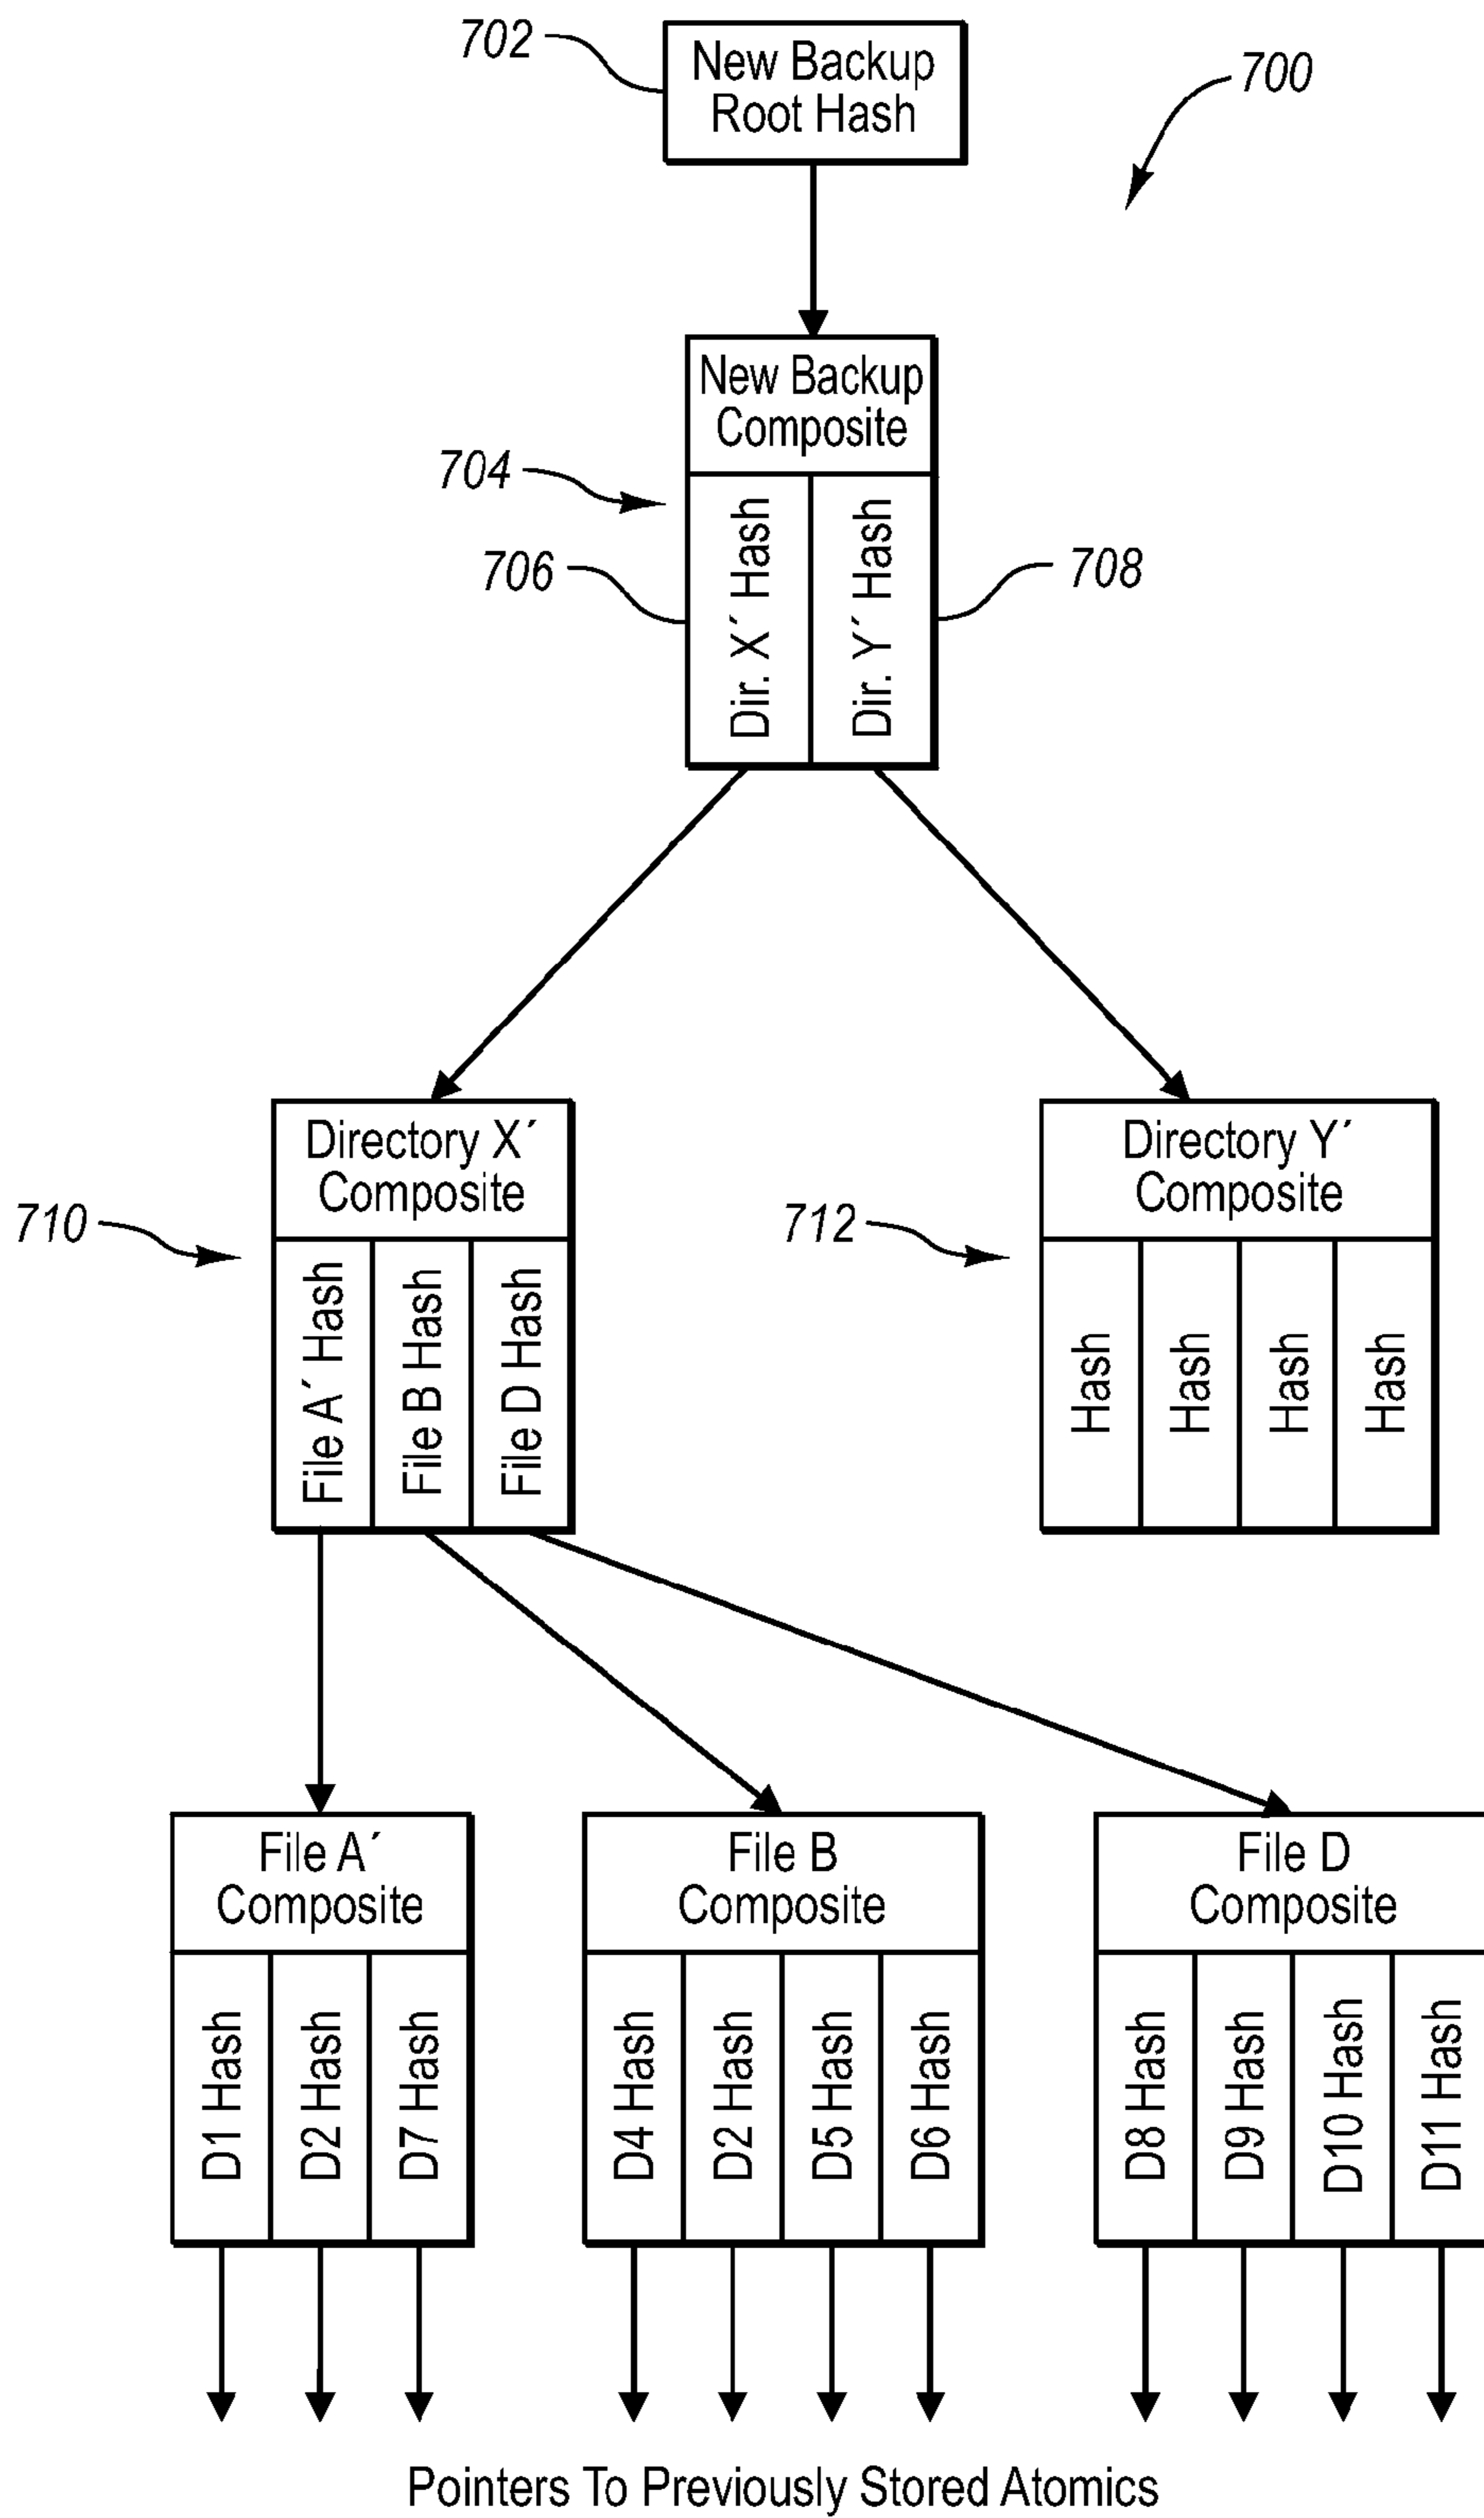 702
New Backup
Root Hash
700
New Backup
Composite
704
706
Dir. X´ Hash
Dir. Y´ Hash
708
Directory X´
Composite
710
File A´ Hash
File B Hash
File D Hash
Directory Y´
Composite
712
Hash
Hash
Hash
Hash
File A´
Composite
D1 Hash
D2 Hash
D7 Hash
File B
Composite
D4 Hash
D2 Hash
D5 Hash
D6 Hash
File D
Composite
D8 Hash
D9 Hash
D10 Hash
D11 Hash
Pointers To Previously Stored Atomics